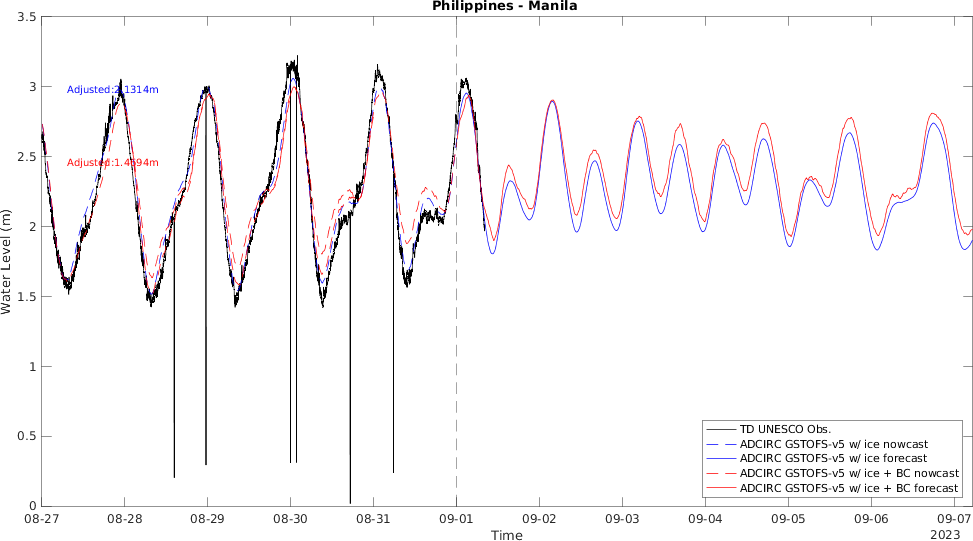 Philippines - Manila
3.5
3
2.5
2
1.5
1
0.5
0
Water Level (m)
Adjusted:2.1314m
TD UNESCO Obs.
ADCIRC GSTOFS-v5 w/ ice nowcast
ADCIRC GSTOFS-v5 w/ ice forecast
ADCIRC GSTOFS-v5 w/ ice + BC nowcast
ADCIRC GSTOFS-v5 w/ ice + BC forecast
08-27 08-28 08-29 08-30 08-31 09-01 09-02 09-03 09-04 09-05 09-06 09-07
Time
2023